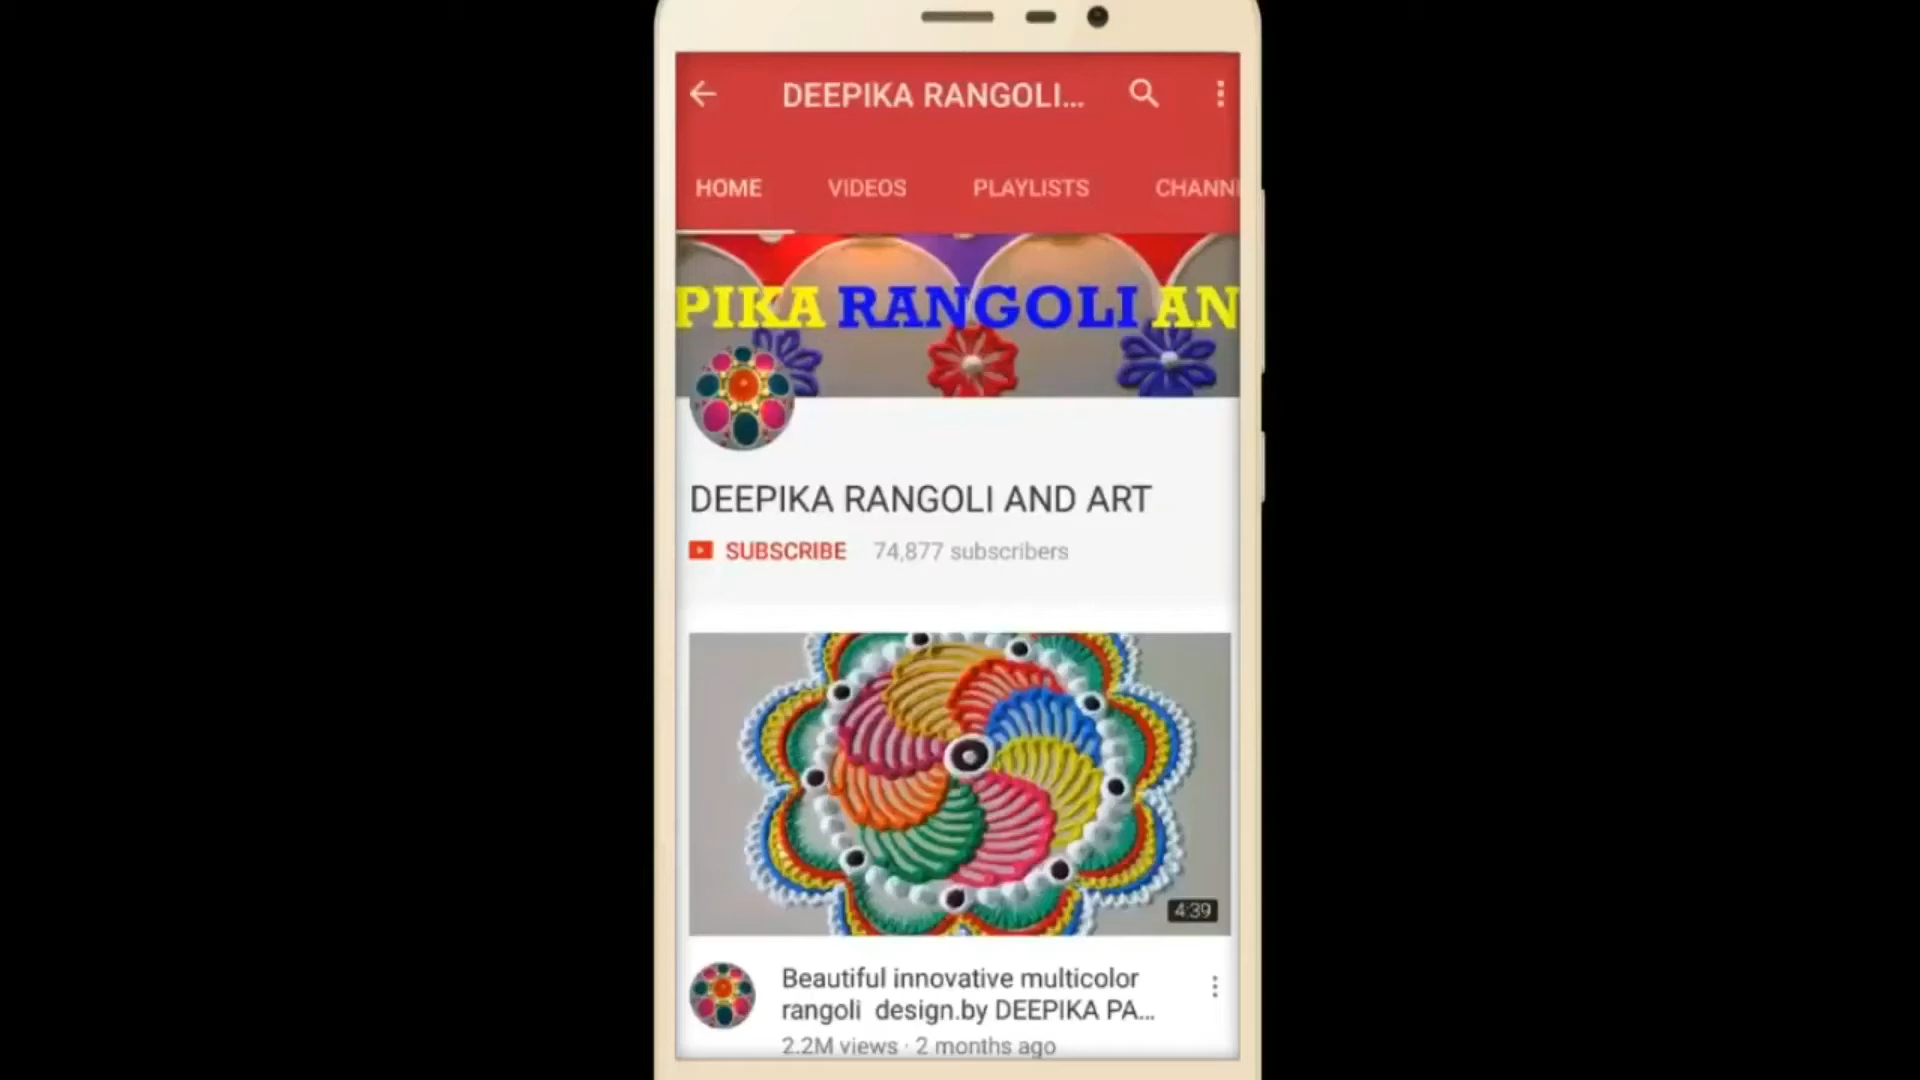 DEEPIKA RANGOLI...
HOME VIDEOS PLAYLISTS CHANN
PIKA RANGOLI AN
DEEPIKA RANGOLI AND ART
SUBSCRIBE 74,877 subscribers
4:39
Beautiful innovative multicolor
rangoli design.by DEEPIKA PA...
2.2M views · 2 months ago